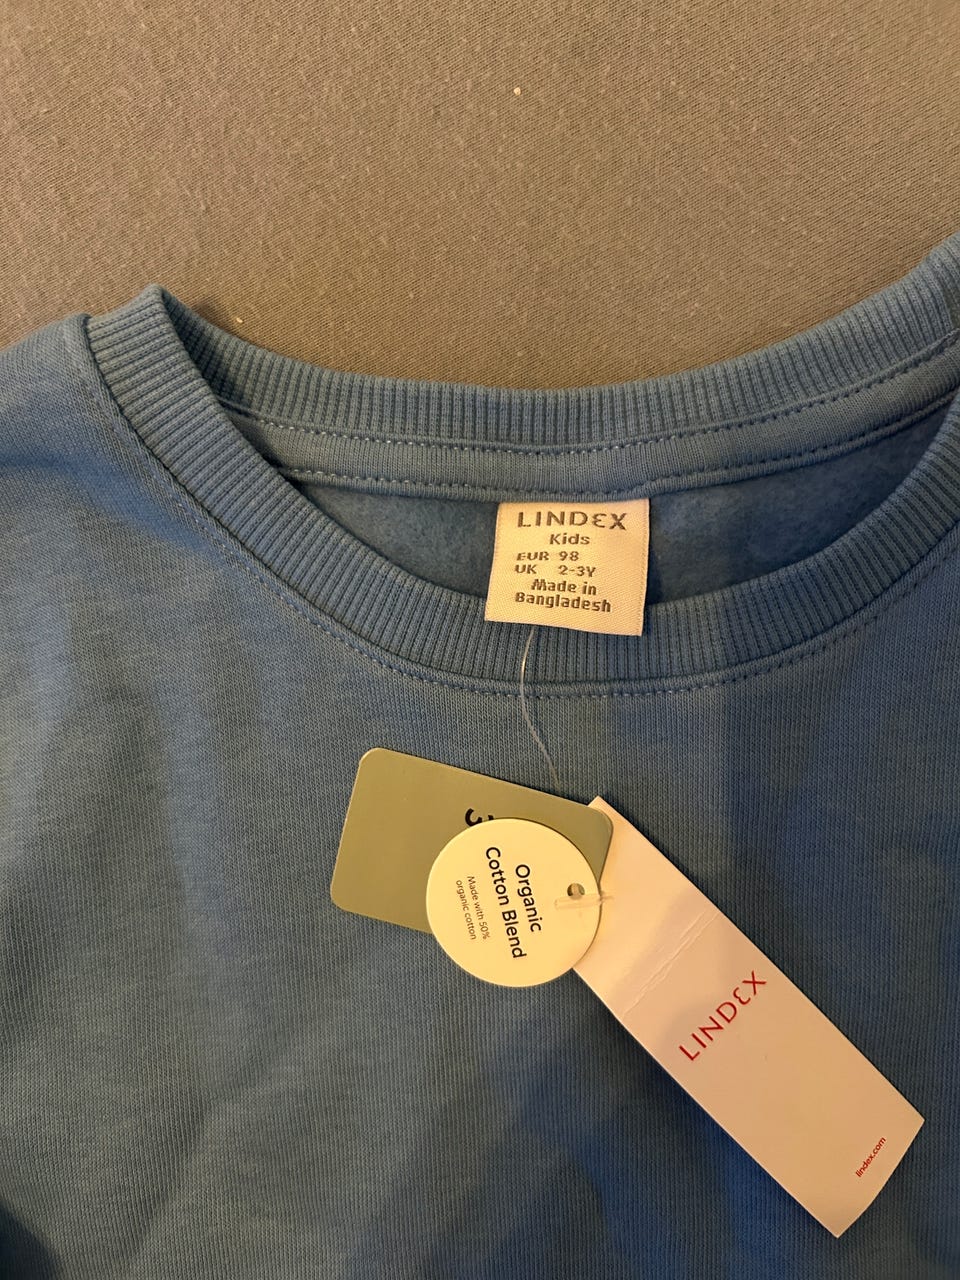 LINDEX
Kids
EUR 98
UK 2-3Y
Made in
Bangladesh
Organic
Cotton Blend
Made with 50%
organic cotton
LINDEX
lindex.com